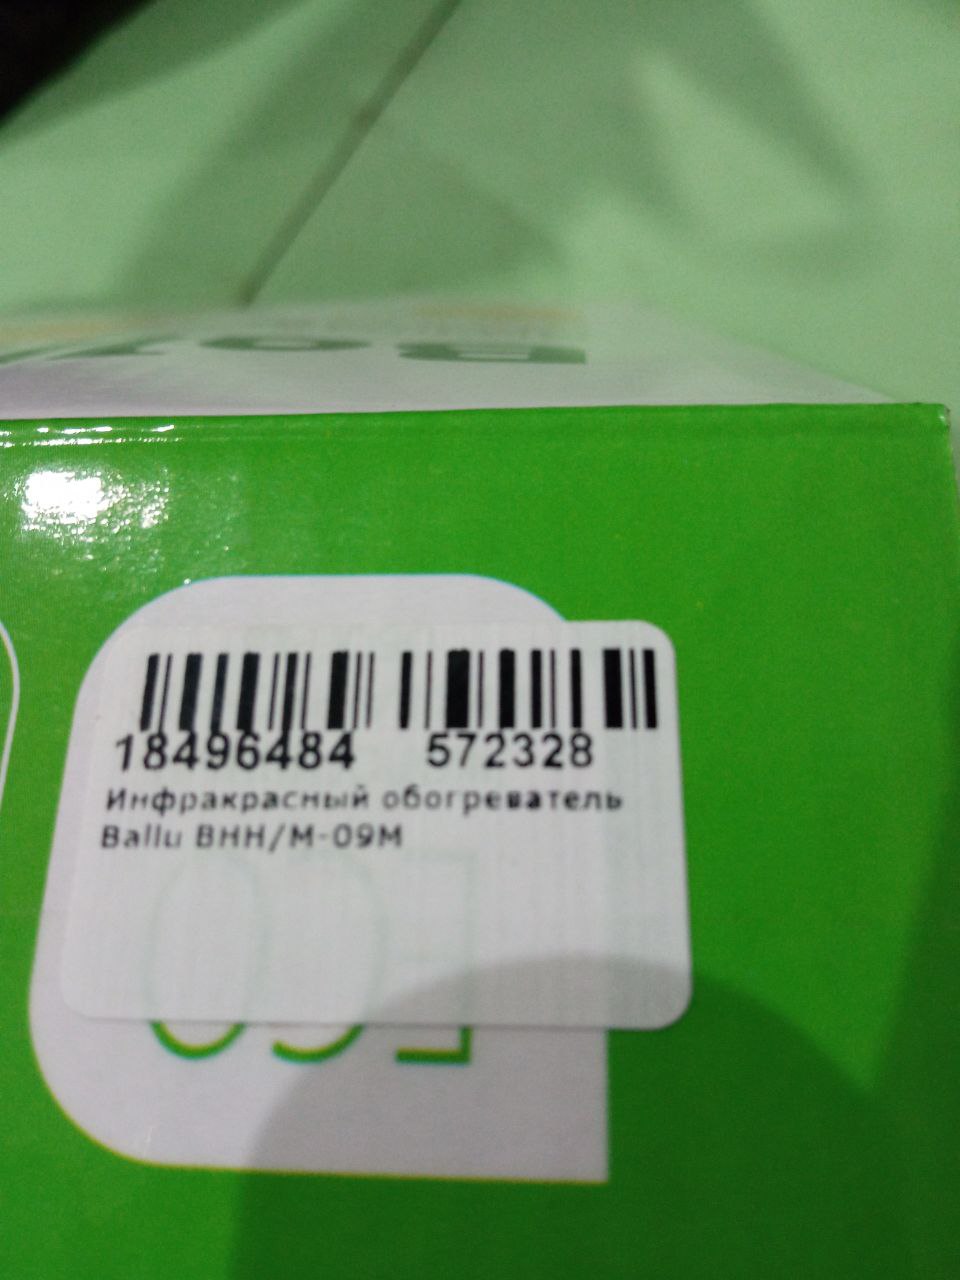 18496484 572328
Инфракрасный обогреватель
Ballu BHH/M-09M